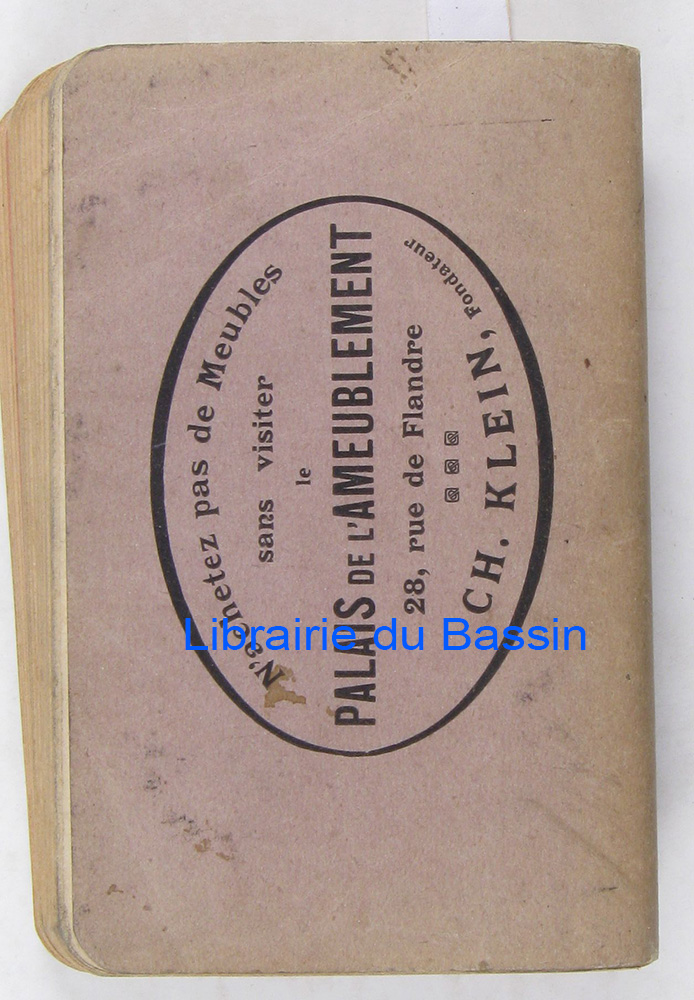 N'achetez pas de Meubles
sans visiter
le
PALAIS DE L'AMEUBLEMENT
28, rue de Flandre
CH. KLEIN, Fondateur
Librairie du Bassin